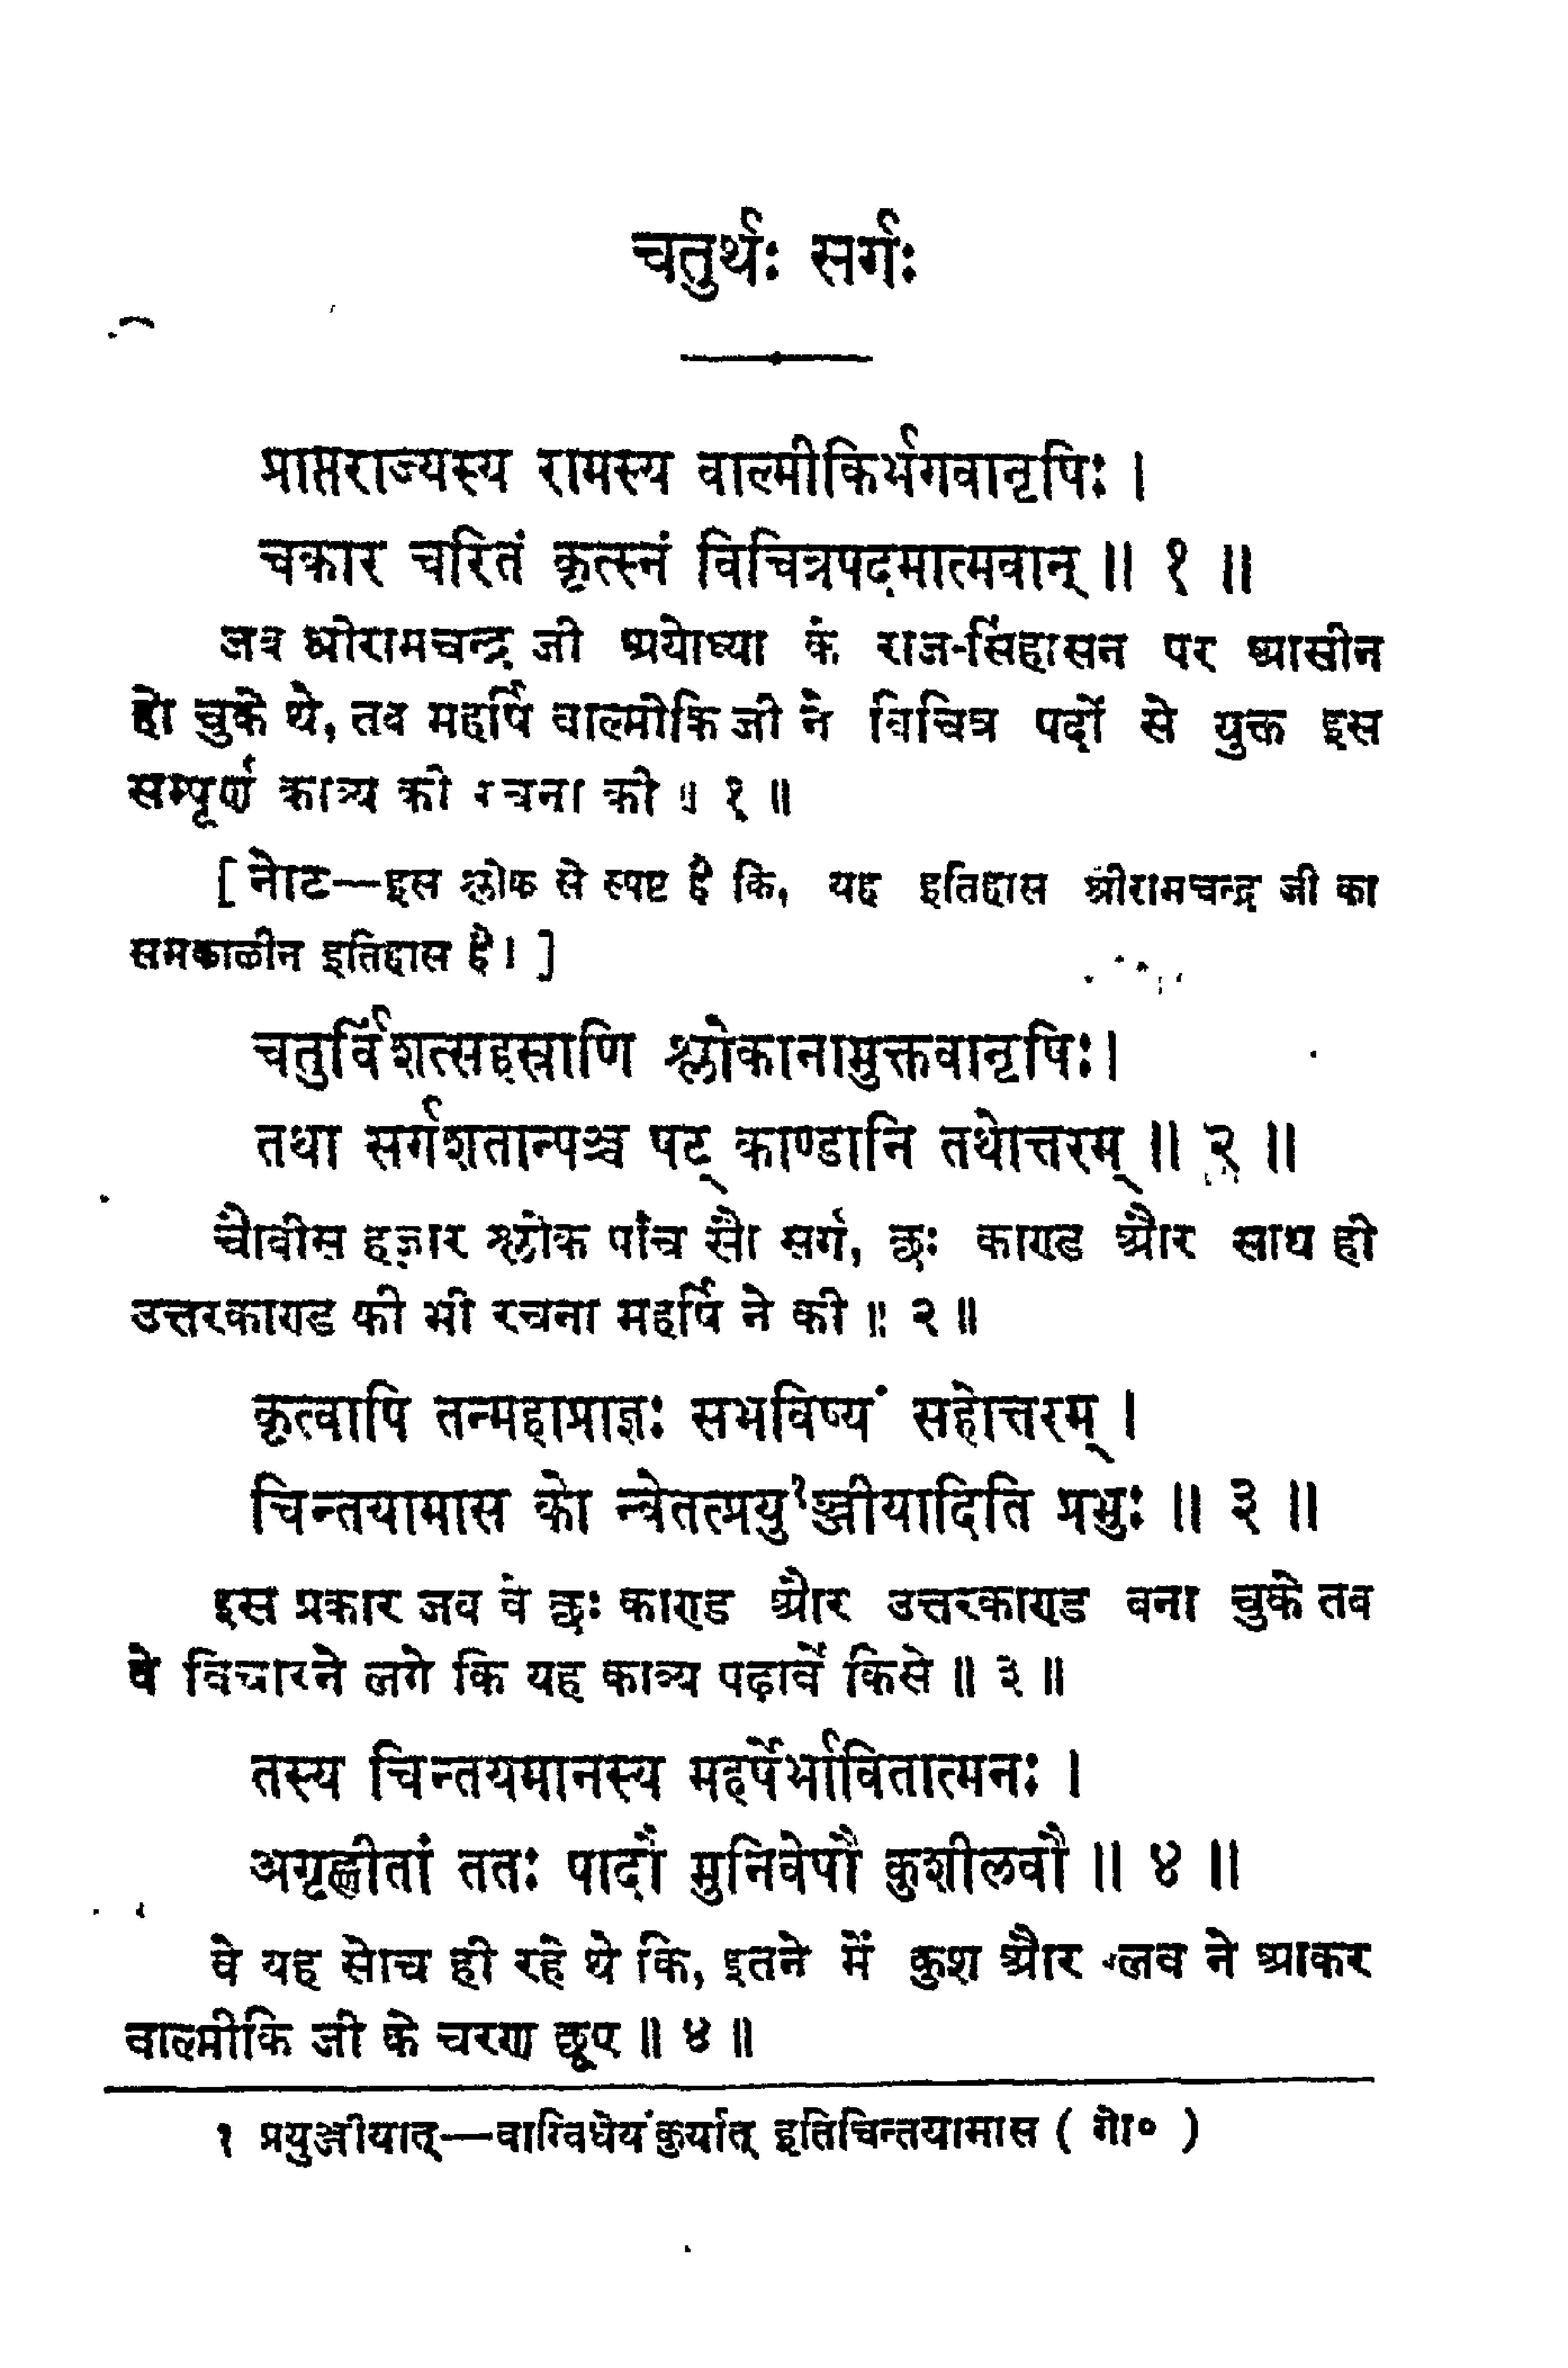 चतुर्थः सर्गः
प्राप्तराज्यस्य रामस्य वाल्मीकिर्भगवानृषिः ।
चकार चरितं कृत्स्नं विचित्रपदमात्मवान् ॥ १ ॥
जब श्रीरामचन्द्र जी अयोध्या के राज-सिंहासन पर आसीन
हो चुके थे, तब महर्षि वाल्मीकि जी ने विचित्र पदों से युक्त इस
सम्पूर्ण काव्य की रचना की ॥ १ ॥
[ नोट—इस श्लोक से स्पष्ट है कि, यह इतिहास श्रीरामचन्द्र जी का
समकालीन इतिहास है। ]
चतुर्विंशत्सहस्राणि श्लोकानामुक्तवानृषिः।
तथा सर्गशतान्पञ्च षट् काण्डानि तथोत्तरम् ॥ २ ॥
चौवीस हज़ार श्लोक पांच सौ सर्ग, छः काण्ड और साथ ही
उत्तरकाण्ड की भी रचना महर्षि ने की ॥ २ ॥
कृत्वापि तन्महाप्राज्ञः सभविष्यं सहोत्तरम् ।
चिन्तयामास को न्वेतत्प्रयु१ञ्जीयादिति प्रभुः ॥ ३ ॥
इस प्रकार जव वे छः काण्ड और उत्तरकाण्ड वना चुके तव
वे विचारने लगे कि यह काव्य पढ़ावें किसे ॥ ३ ॥
तस्य चिन्तयमानस्य महर्षेर्भावितात्मनः ।
अगृह्णीतां ततः पादौ मुनिवेषौ कुशीलवौ ॥ ४ ॥
वे यह सोच ही रहे थे कि, इतने में कुश और लव ने आकर
वाल्मीकि जी के चरण छूए ॥ ४ ॥
१ प्रयुञ्जीयात्—वाग्विधेयंकुर्यात् इतिचिन्तयामास ( गो० )